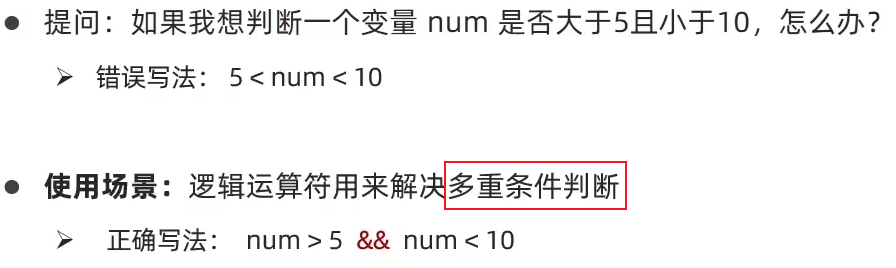 ● 提问：如果我想判断一个变量 num 是否大于5且小于10，怎么办？
➢ 错误写法： 5 < num < 10
● 使用场景：逻辑运算符用来解决多重条件判断
➢ 正确写法： num > 5 && num < 10